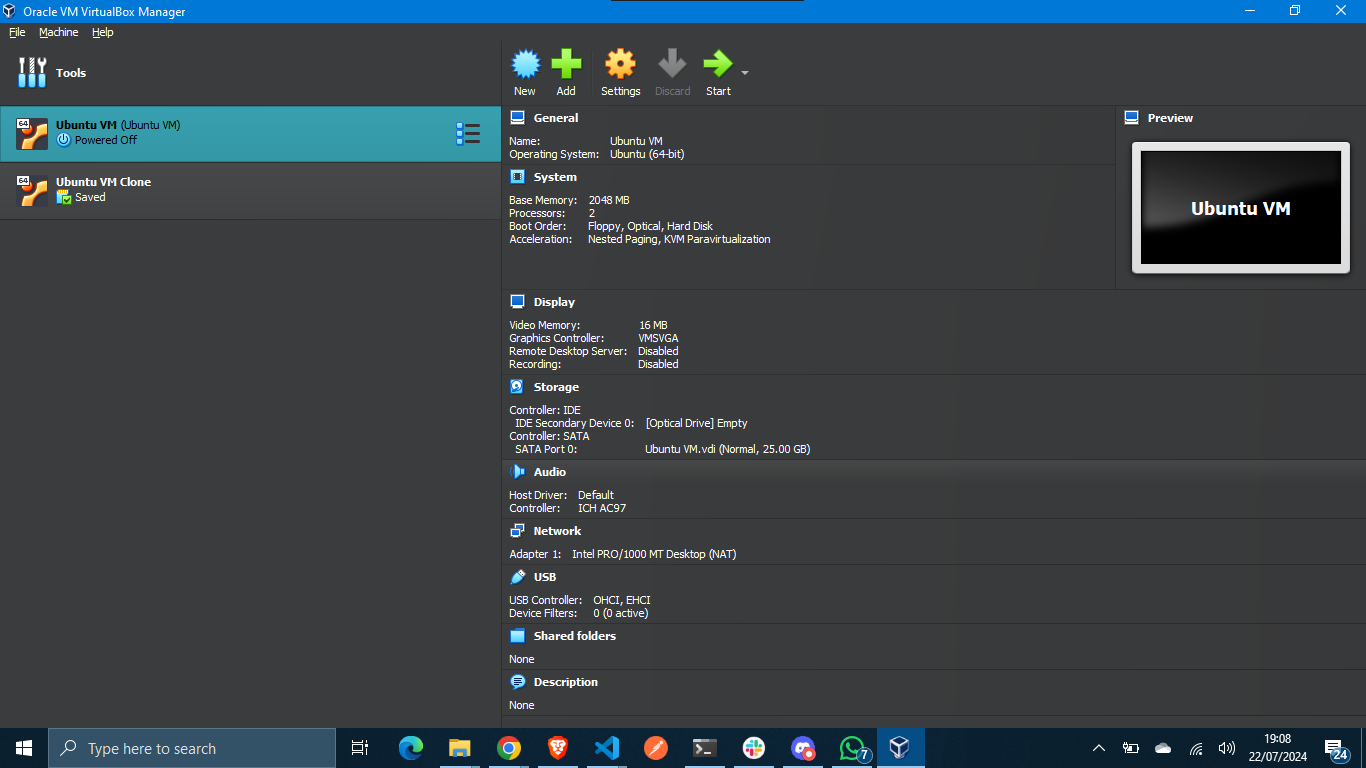 Oracle VM VirtualBox Manager
File Machine Help
Tools
New Add Settings Discard Start
64
Ubuntu VM (Ubuntu VM)
Powered Off
64
Ubuntu VM Clone
Saved
General
Name: Ubuntu VM
Operating System: Ubuntu (64-bit)
System
Base Memory: 2048 MB
Processors: 2
Boot Order: Floppy, Optical, Hard Disk
Acceleration: Nested Paging, KVM Paravirtualization
Preview
Ubuntu VM
Display
Video Memory: 16 MB
Graphics Controller: VMSVGA
Remote Desktop Server: Disabled
Recording: Disabled
Storage
Controller: IDE
IDE Secondary Device 0: [Optical Drive] Empty
Controller: SATA
SATA Port 0: Ubuntu VM.vdi (Normal, 25.00 GB)
Audio
Host Driver: Default
Controller: ICH AC97
Network
Adapter 1: Intel PRO/1000 MT Desktop (NAT)
USB
USB Controller: OHCI, EHCI
Device Filters: 0 (0 active)
Shared folders
None
Description
None
Type here to search
7
19:08
22/07/2024
24